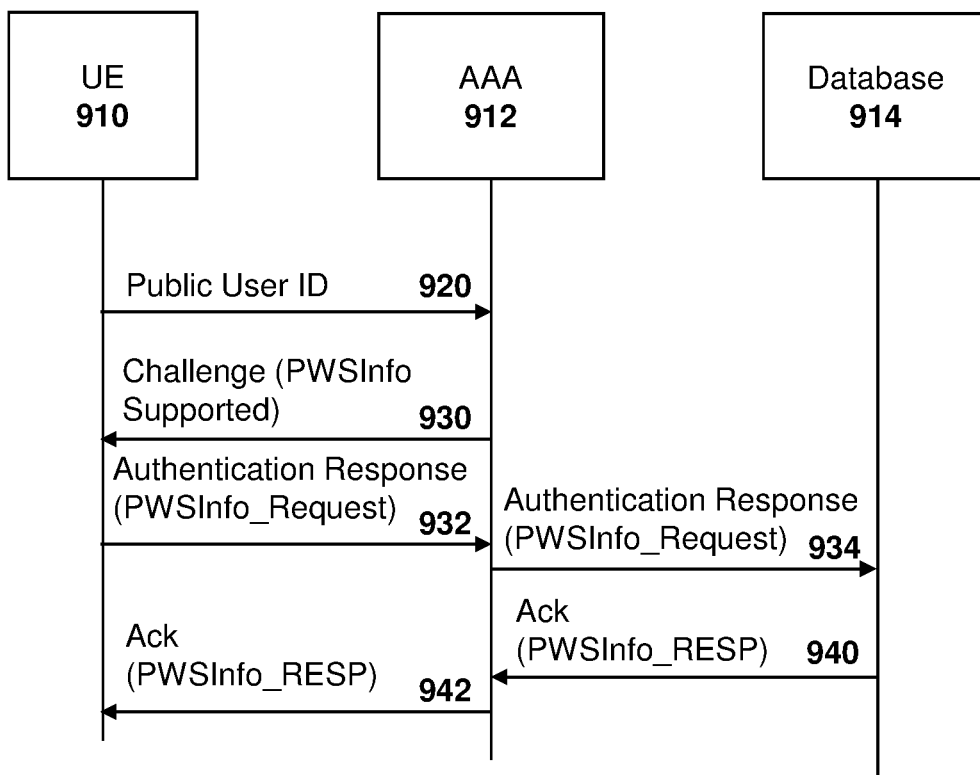 UE
910
AAA
912
Database
914
Public User ID 920
Challenge (PWSInfo
Supported) 930
Authentication Response
(PWSInfo_Request) 932
Authentication Response
(PWSInfo_Request) 934
Ack
(PWSInfo_RESP) 940
Ack
(PWSInfo_RESP) 942